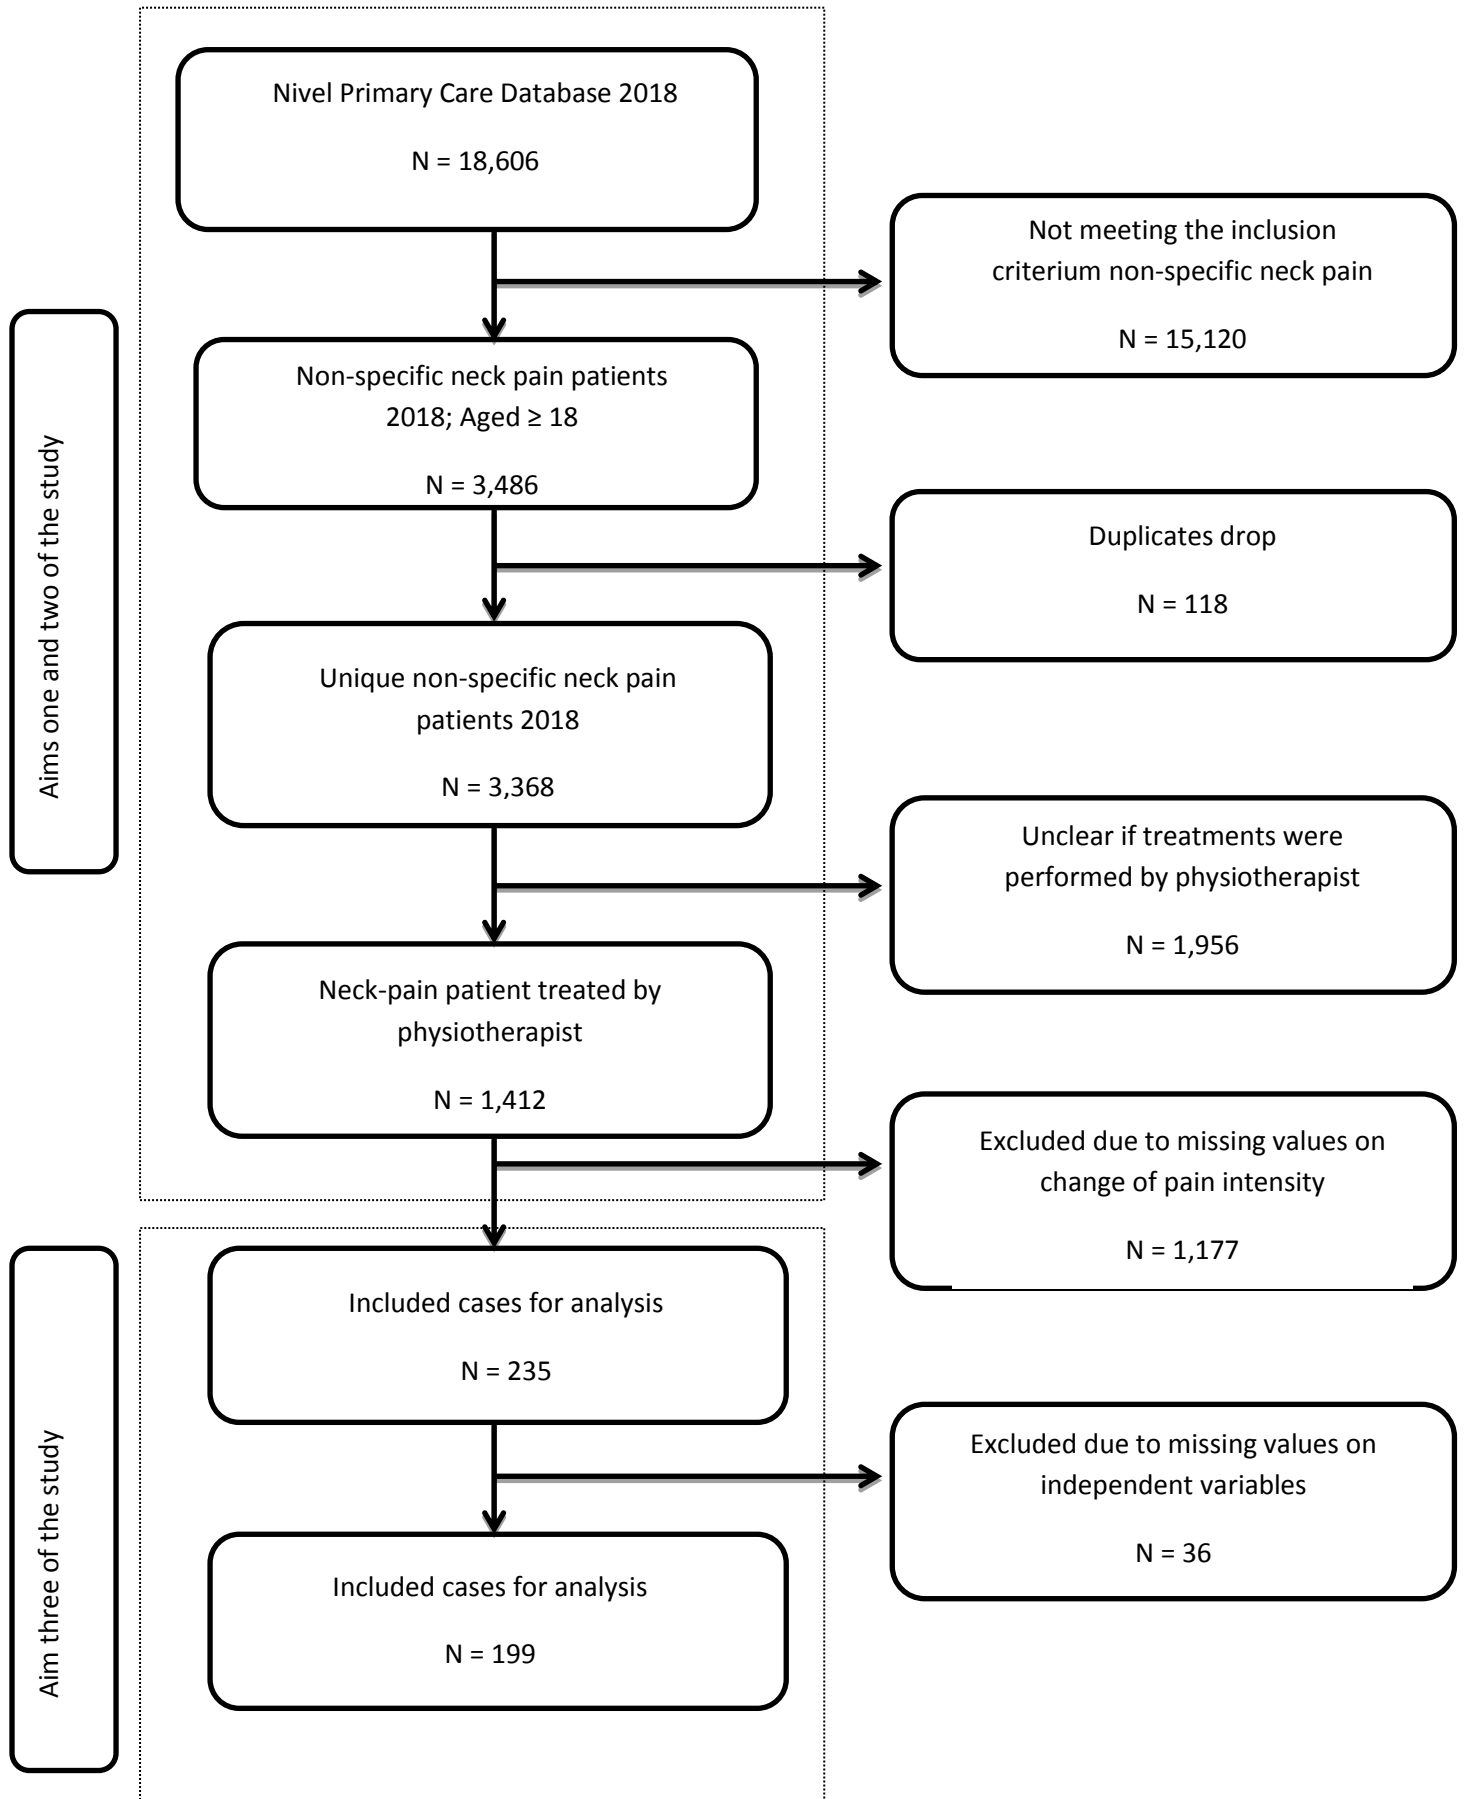 Nivel Primary Care Database 2018
N = 18,606
Not meeting the inclusion
criterium non-specific neck pain
N = 15,120
Aims one and two of the study
Non-specific neck pain patients
2018; Aged ≥ 18
N = 3,486
Duplicates drop
N = 118
Unique non-specific neck pain
patients 2018
N = 3,368
Unclear if treatments were
performed by physiotherapist
N = 1,956
Neck-pain patient treated by
physiotherapist
N = 1,412
Excluded due to missing values on
change of pain intensity
N = 1,177
Aim three of the study
Included cases for analysis
N = 235
Excluded due to missing values on
independent variables
N = 36
Included cases for analysis
N = 199